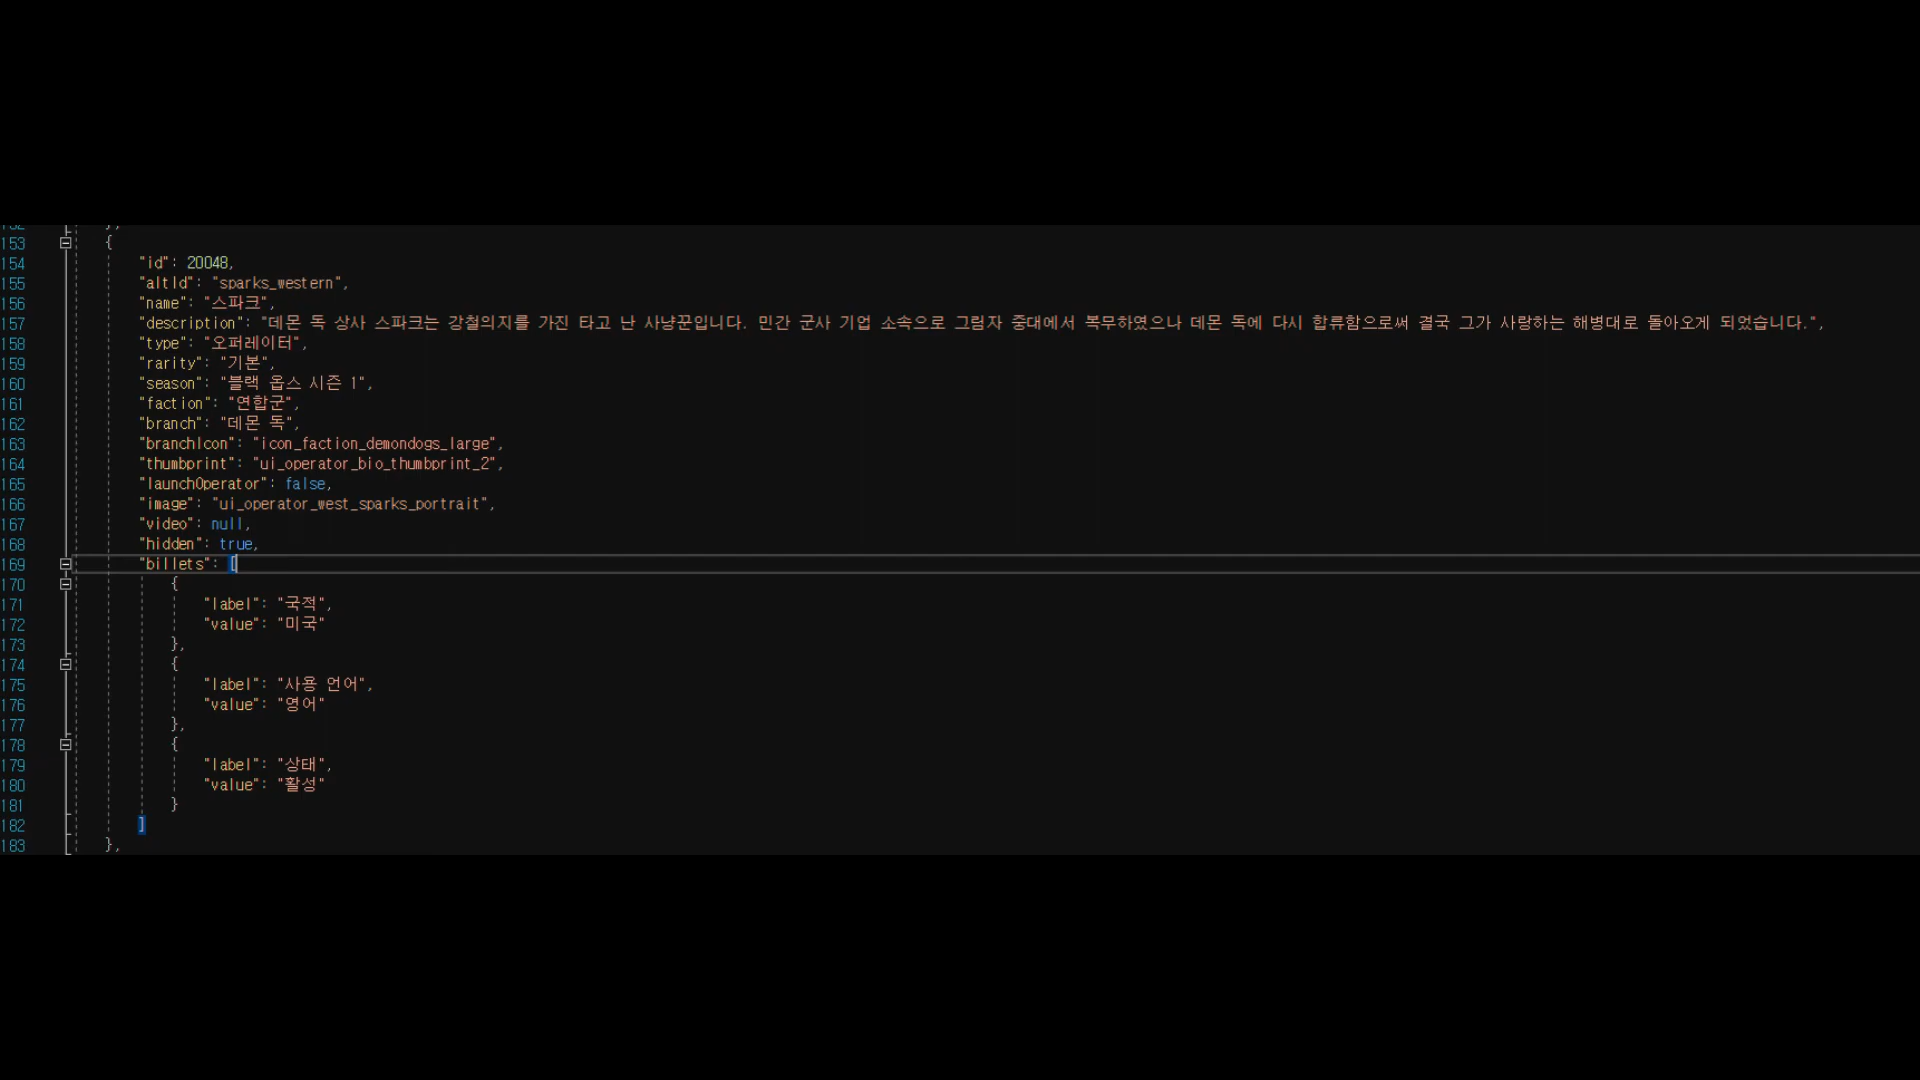 153 {
154 "id": 20048,
155 "altId": "sparks_western",
156 "name": "스파크",
157 "description": "데몬 독 상사 스파크는 강철의지를 가진 타고 난 사냥꾼입니다. 민간 군사 기업 소속으로 그림자 중대에서 복무하였으나 데몬 독에 다시 합류함으로써 결국 그가 사랑하는 해병대로 돌아오게 되었습니다.",
158 "type": "오퍼레이터",
159 "rarity": "기본",
160 "season": "블랙 옵스 시즌 1",
161 "faction": "연합군",
162 "branch": "데몬 독",
163 "branchIcon": "icon_faction_demondogs_large",
164 "thumbprint": "ui_operator_bio_thumbprint_2",
165 "launchOperator": false,
166 "image": "ui_operator_west_sparks_portrait",
167 "video": null,
168 "hidden": true,
169 "billets": [
170 {
171 "label": "국적",
172 "value": "미국"
173 },
174 {
175 "label": "사용 언어",
176 "value": "영어"
177 },
178 {
179 "label": "상태",
180 "value": "활성"
181 }
182 ]
183 },